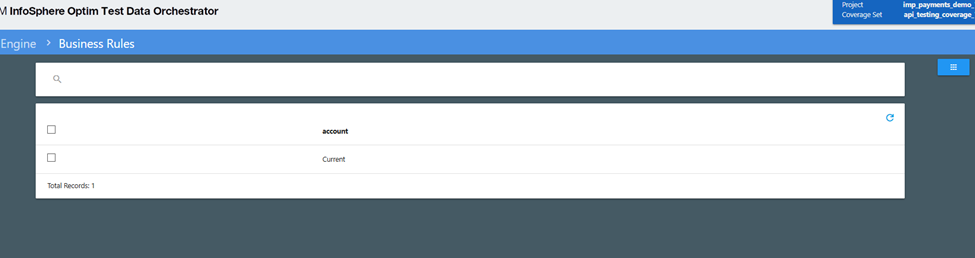 M InfoSphere Optim Test Data Orchestrator
Project imp_payments_demo_
Coverage Set api_testing_coverage_
Engine > Business Rules
account
Current
Total Records: 1